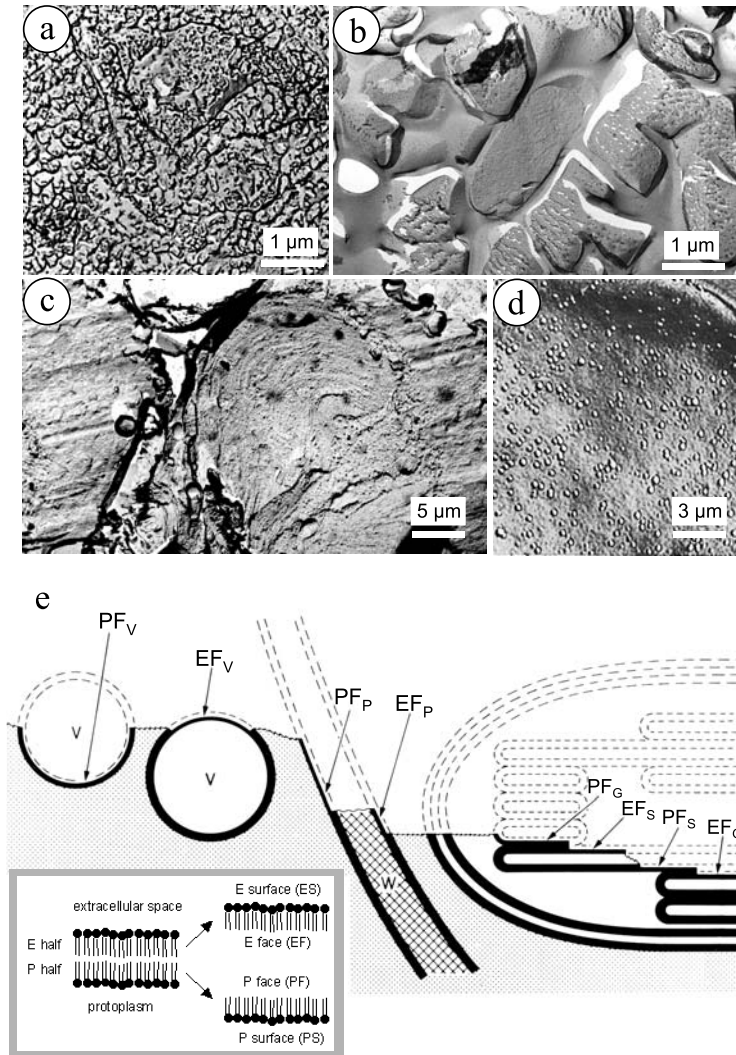 a
b
1 µm
1 µm
c
d
5 µm
3 µm
e
PFV
EFV
PFP
EFP
V
V
PFG
EFS
PFS
EFG
W
extracellular space
E half
P half
protoplasm
E surface (ES)
E face (EF)
P face (PF)
P surface (PS)